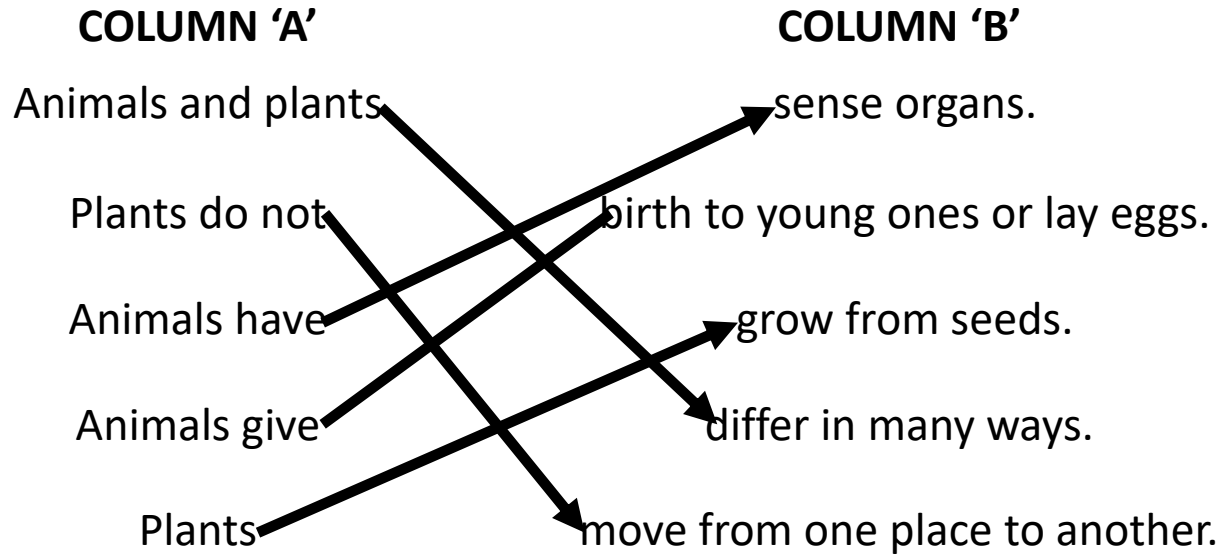 COLUMN ‘A’ COLUMN ‘B’
Animals and plants sense organs.
Plants do not birth to young ones or lay eggs.
Animals have grow from seeds.
Animals give differ in many ways.
Plants move from one place to another.